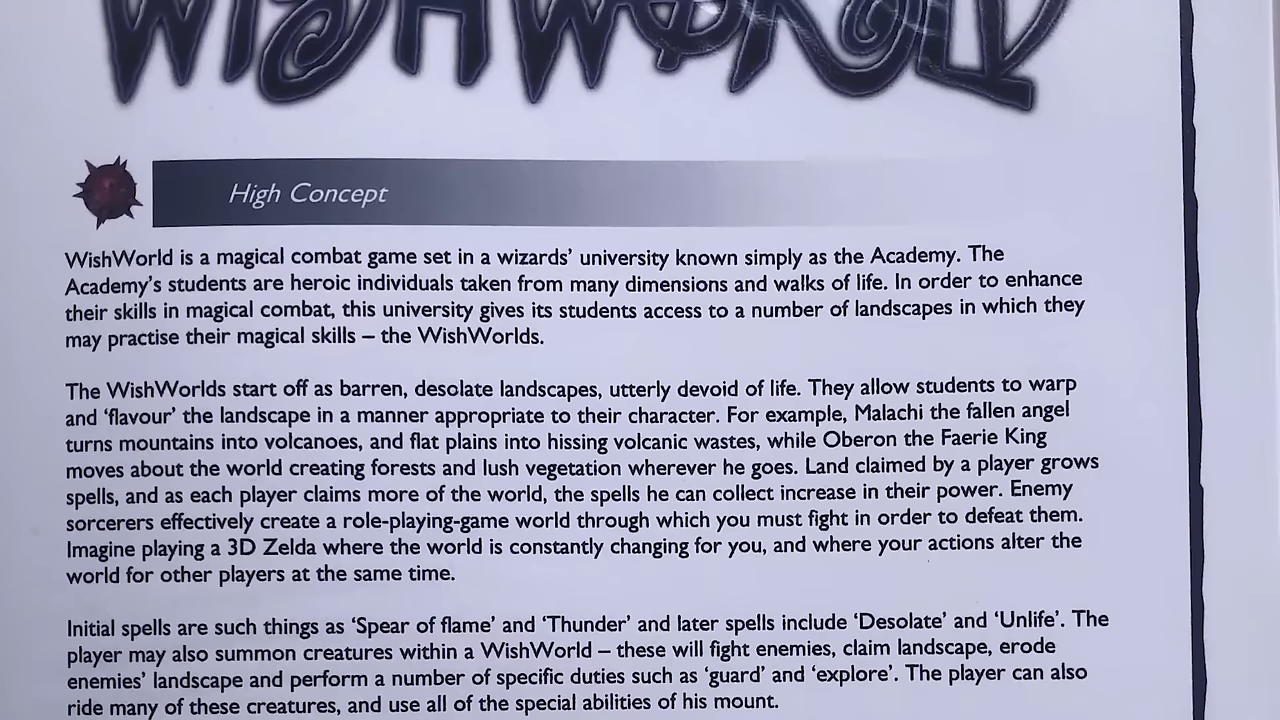 WISHWORLD
High Concept
WishWorld is a magical combat game set in a wizards’ university known simply as the Academy. The
Academy’s students are heroic individuals taken from many dimensions and walks of life. In order to enhance
their skills in magical combat, this university gives its students access to a number of landscapes in which they
may practise their magical skills – the WishWorlds.
The WishWorlds start off as barren, desolate landscapes, utterly devoid of life. They allow students to warp
and ‘flavour’ the landscape in a manner appropriate to their character. For example, Malachi the fallen angel
turns mountains into volcanoes, and flat plains into hissing volcanic wastes, while Oberon the Faerie King
moves about the world creating forests and lush vegetation wherever he goes. Land claimed by a player grows
spells, and as each player claims more of the world, the spells he can collect increase in their power. Enemy
sorcerers effectively create a role-playing-game world through which you must fight in order to defeat them.
Imagine playing a 3D Zelda where the world is constantly changing for you, and where your actions alter the
world for other players at the same time.
Initial spells are such things as ‘Spear of flame’ and ‘Thunder’ and later spells include ‘Desolate’ and ‘Unlife’. The
player may also summon creatures within a WishWorld – these will fight enemies, claim landscape, erode
enemies’ landscape and perform a number of specific duties such as ‘guard’ and ‘explore’. The player can also
ride many of these creatures, and use all of the special abilities of his mount.